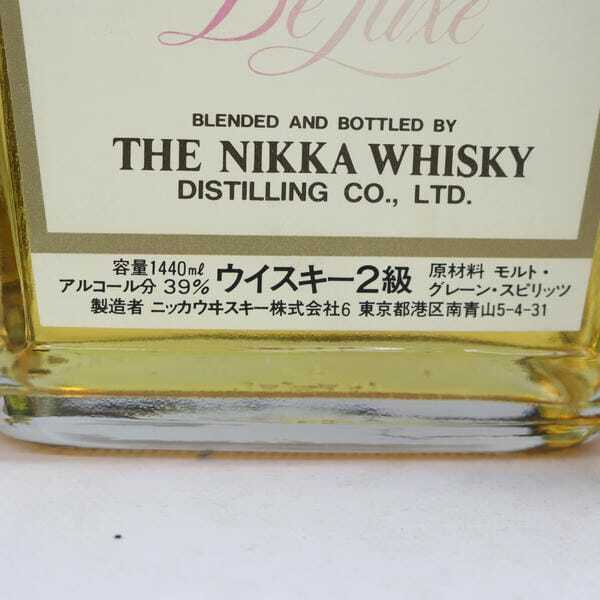 De Luxe
BLENDED AND BOTTLED BY
THE NIKKA WHISKY
DISTILLING CO., LTD.
容量1440㎖ ウイスキー2級 原材料 モルト・
アルコール分 39% グレーン・スピリッツ
製造者 ニッカウヰスキー株式会社6 東京都港区南青山5-4-31